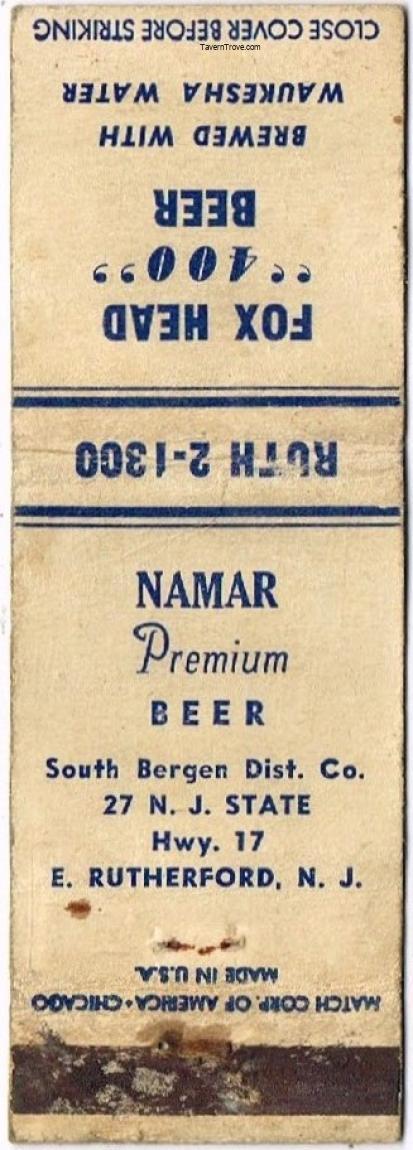 CLOSE COVER BEFORE STRIKING
TavernTrove.com
BREWED WITH
WAUKESHA WATER
FOX HEAD
"400"
BEER
RUTH 2-1300
NAMAR
Premium
BEER
South Bergen Dist. Co.
27 N. J. STATE
Hwy. 17
E. RUTHERFORD, N. J.
MATCH CORP. OF AMERICA • CHICAGO
MADE IN U.S.A.